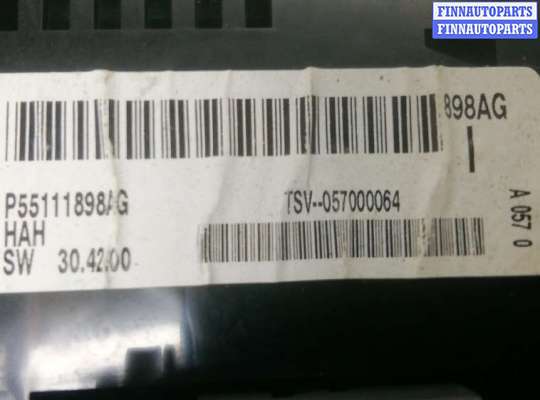 FINNAUTOPARTS
FINNAUTOPARTS
898AG
I
P55111898AG
TSV--057000064
HAH
SW 30.42.00
A 057 0